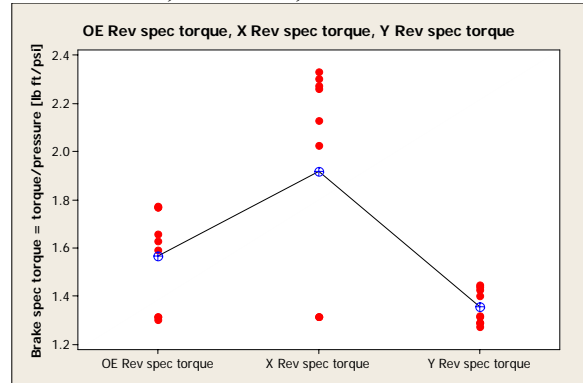 OE Rev spec torque, X Rev spec torque, Y Rev spec torque
Brake spec torque = torque/pressure [lb ft/psi]
2.4
2.2
2.0
1.8
1.6
1.4
1.2
OE Rev spec torque X Rev spec torque Y Rev spec torque